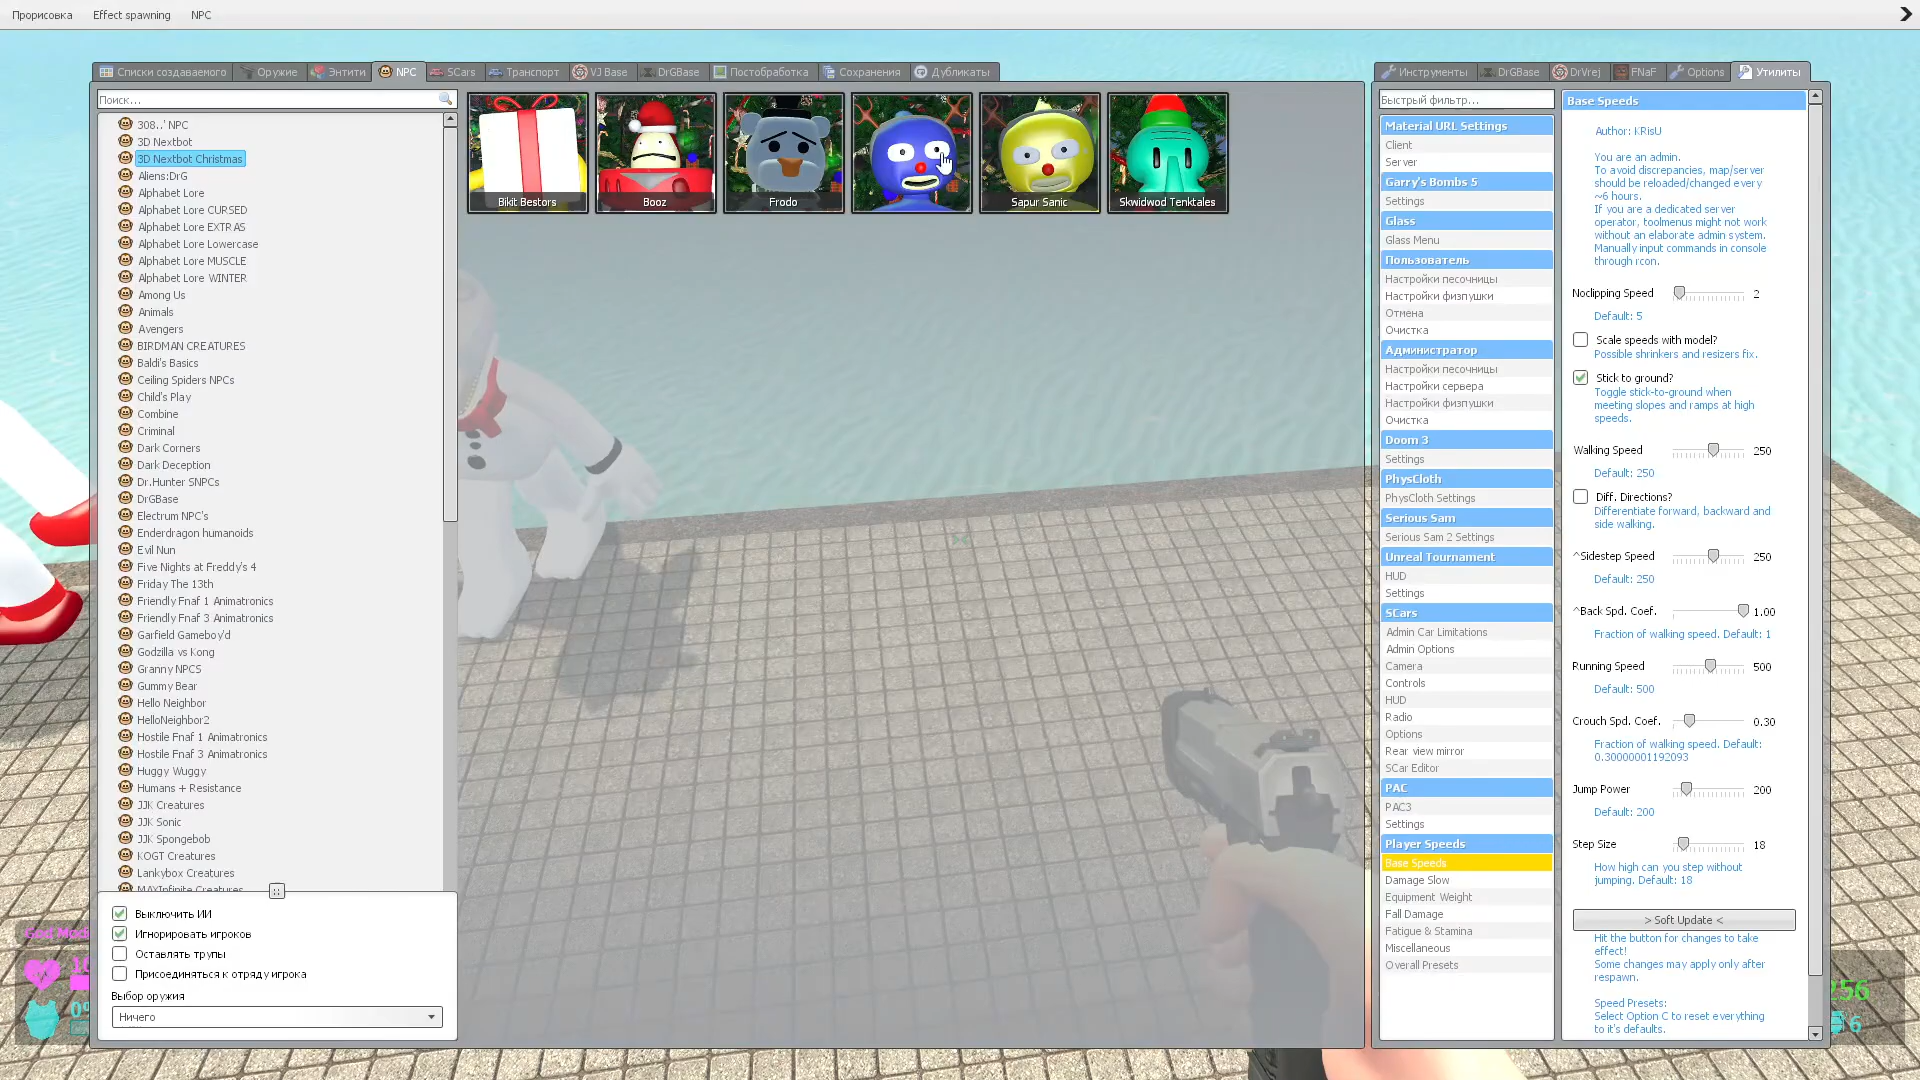 Прорисовка
Effect spawning
NPC
Списки создаваемого
Оружие
Энтити
NPC
SCars
Транспорт
VJ Base
DrGBase
Постобработка
Сохранения
Дубликаты
Поиск...
308..' NPC
3D Nextbot
3D Nextbot Christmas
Aliens:DrG
Alphabet Lore
Alphabet Lore CURSED
Alphabet Lore EXTRAS
Alphabet Lore Lowercase
Alphabet Lore MUSCLE
Alphabet Lore WINTER
Among Us
Animals
Avengers
BIRDMAN CREATURES
Baldi's Basics
Ceiling Spiders NPCs
Child's Play
Combine
Criminal
Dark Corners
Dark Deception
Dr.Hunter SNPCs
DrGBase
Electrum NPC's
Enderdragon humanoids
Evil Nun
Five Nights at Freddy's 4
Friday The 13th
Friendly Fnaf 1 Animatronics
Friendly Fnaf 3 Animatronics
Garfield Gameboy'd
Godzilla vs Kong
Granny NPCS
Gummy Bear
Hello Neighbor
HelloNeighbor2
Hostile Fnaf 1 Animatronics
Hostile Fnaf 3 Animatronics
Huggy Wuggy
Humans + Resistance
JJK Creatures
JJK Sonic
JJK Spongebob
KOGT Creatures
Lankybox Creatures
MAXInfinite Creatures
Выключить ИИ
Игнорировать игроков
Оставлять трупы
Присоединяться к отряду игрока
Выбор оружия
Ничего
Bikit Bestors
Booz
Frodo
Sapur Sanic
Skwidwod Tenktales
Инструменты
DrGBase
DrVrej
FNaF
Options
Утилиты
Быстрый фильтр...
Material URL Settings
Client
Server
Garry's Bombs 5
Settings
Glass
Glass Menu
Пользователь
Настройки песочницы
Настройки физпушки
Отмена
Очистка
Администратор
Настройки песочницы
Настройки сервера
Настройки физпушки
Очистка
Doom 3
Settings
PhysCloth
PhysCloth Settings
Serious Sam
Serious Sam 2 Settings
Unreal Tournament
HUD
Settings
SCars
Admin Car Limitations
Admin Options
Camera
Controls
HUD
Radio
Options
Rear view mirror
SCar Editor
PAC
PAC3
Settings
Player Speeds
Base Speeds
Damage Slow
Equipment Weight
Fall Damage
Fatigue & Stamina
Miscellaneous
Overall Presets
Base Speeds
Author: KRisU
You are an admin.
To avoid discrepancies, map/server
should be reloaded/changed every
~6 hours.
If you are a dedicated server
operator, toolmenus might not work
without an elaborate admin system.
Manually input commands in console
through rcon.
Noclipping Speed 2
Default: 5
Scale speeds with model?
Possible shrinkers and resizers fix.
Stick to ground?
Toggle stick-to-ground when
meeting slopes and ramps at high
speeds.
Walking Speed 250
Default: 250
Diff. Directions?
Differentiate forward, backward and
side walking.
^Sidestep Speed 250
Default: 250
^Back Spd. Coef. 1.00
Fraction of walking speed. Default: 1
Running Speed 500
Default: 500
Crouch Spd. Coef. 0.30
Fraction of walking speed. Default:
0.30000001192093
Jump Power 200
Default: 200
Step Size 18
How high can you step without
jumping. Default: 18
> Soft Update <
Hit the button for changes to take
effect!
Some changes may apply only after
respawn.
Speed Presets:
Select Option C to reset everything
to it's defaults.
256
6